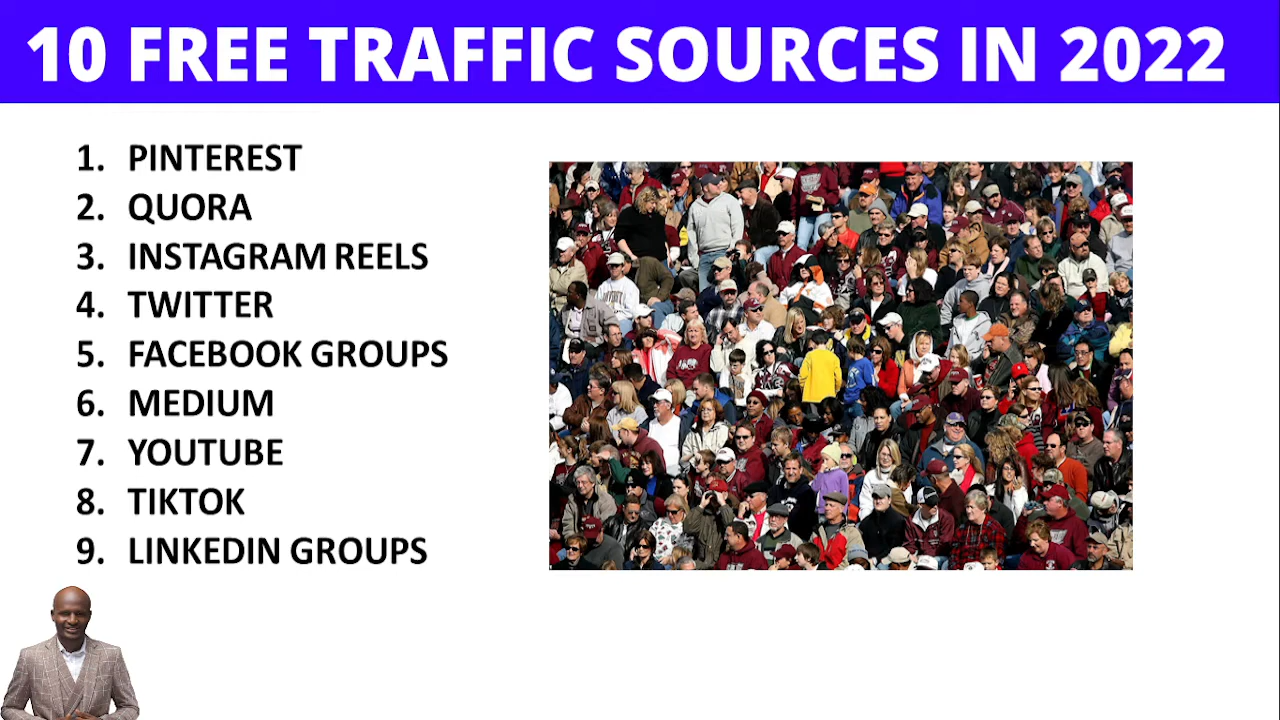 10 FREE TRAFFIC SOURCES IN 2022
1. PINTEREST
2. QUORA
3. INSTAGRAM REELS
4. TWITTER
5. FACEBOOK GROUPS
6. MEDIUM
7. YOUTUBE
8. TIKTOK
9. LINKEDIN GROUPS